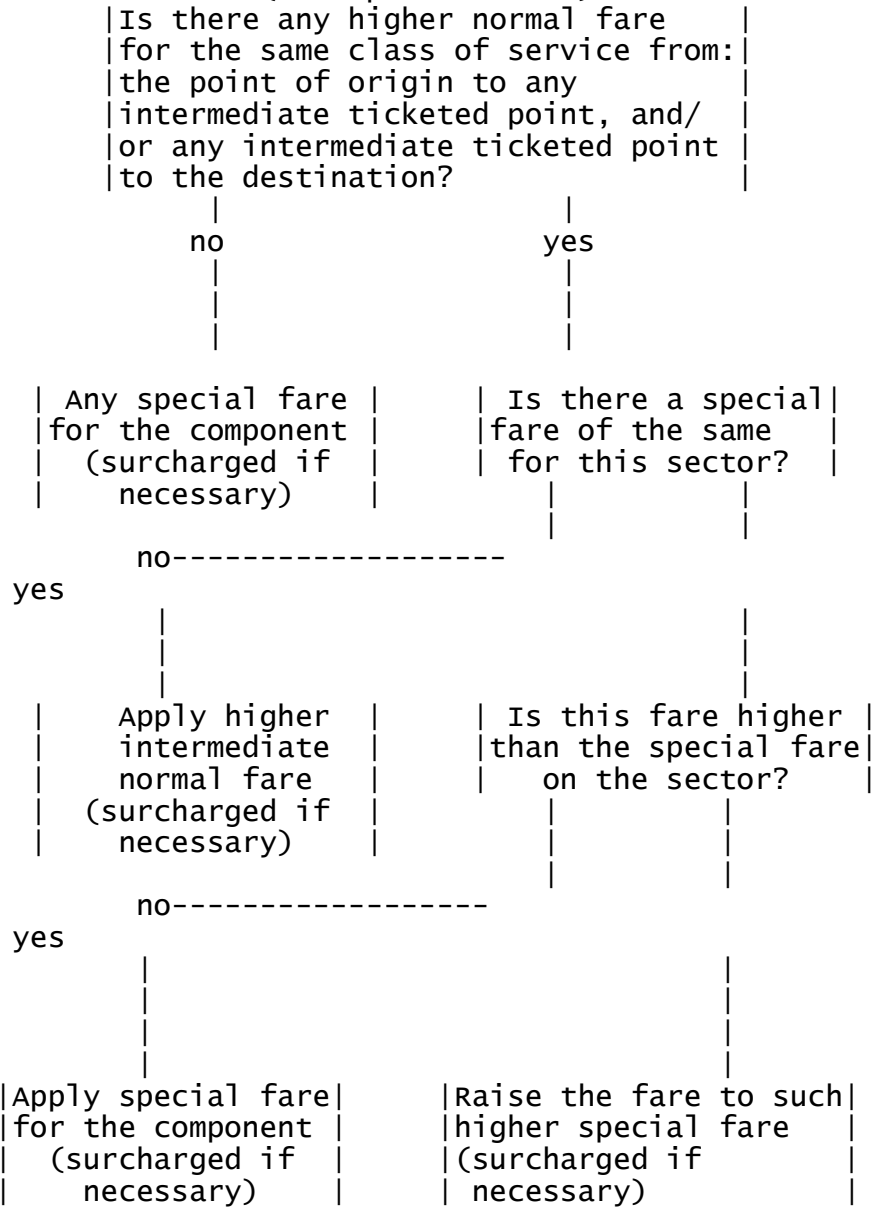 |Is there any higher normal fare |
|for the same class of service from:|
|the point of origin to any |
|intermediate ticketed point, and/ |
|or any intermediate ticketed point |
|to the destination? |
| |
no yes
| |
| |
| |
| Any special fare | | Is there a special|
|for the component | |fare of the same |
| (surcharged if | | for this sector? |
| necessary) | | |
| |
no-------------------
yes
| |
| |
| |
| Apply higher | | Is this fare higher |
| intermediate | |than the special fare|
| normal fare | | on the sector? |
| (surcharged if | | |
| necessary) | | |
| |
no------------------
yes
| |
| |
| |
| |
|Apply special fare| |Raise the fare to such|
|for the component | |higher special fare |
| (surcharged if | |(surcharged if |
| necessary) | | necessary) |